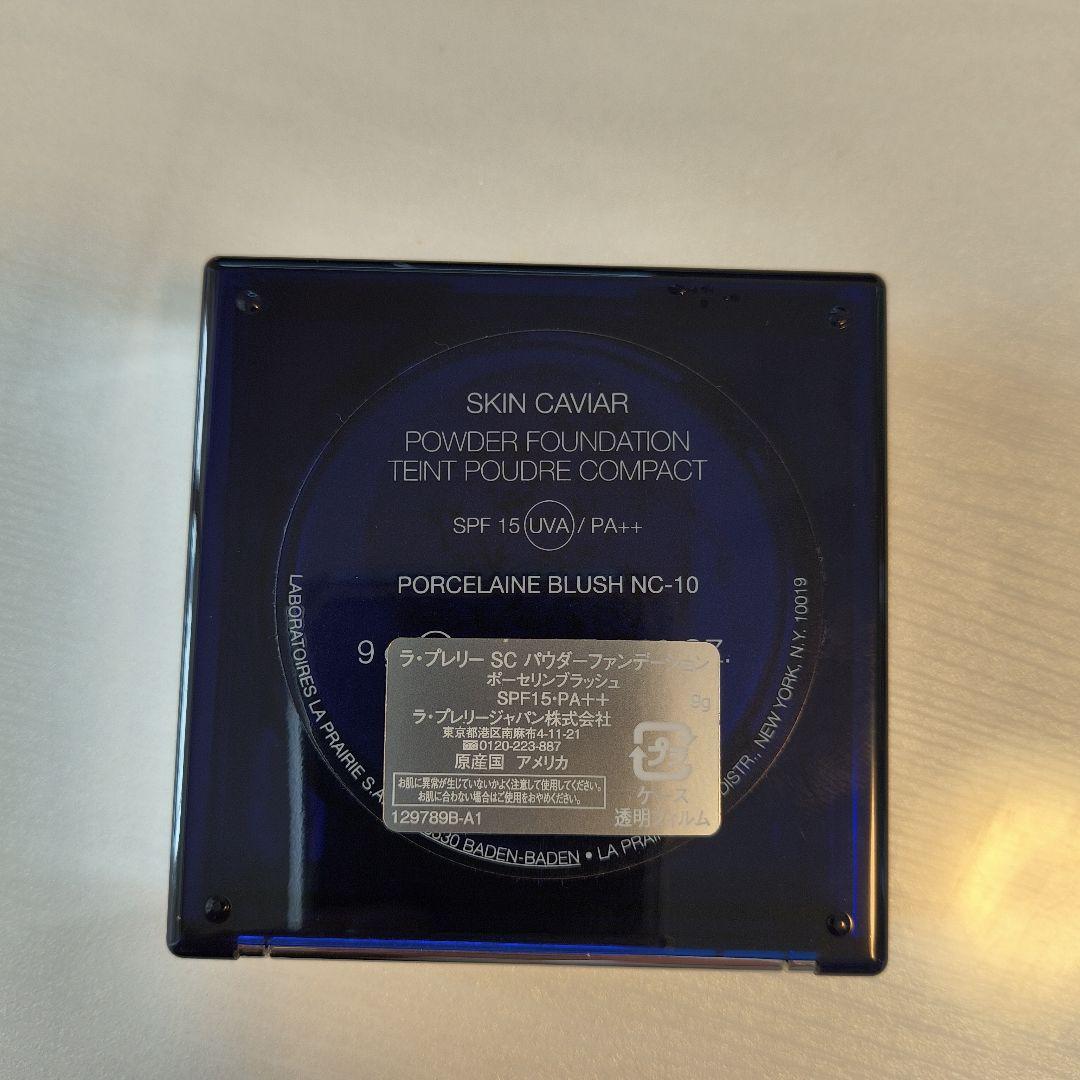 SKIN CAVIAR
POWDER FOUNDATION
TEINT POUDRE COMPACT
SPF 15 UVA / PA++
PORCELAINE BLUSH NC-10
9
LABORATOIRES LA PRAIRIE S.A.
BADEN-BADEN • LA
DISTR., NEW YORK, N.Y. 10019
ラ・プレリー SC パウダーファンデーション
ポーセリンブラッシュ
SPF15・PA++
9g
ラ・プレリージャパン株式会社
東京都港区南麻布4-11-21
0120-223-887
原産国 アメリカ
お肌に異常が生じていないかよく注意して使用してください。
お肌に合わない場合はご使用をおやめください。
129789B-A1
プラ
ケース
透明フィルム